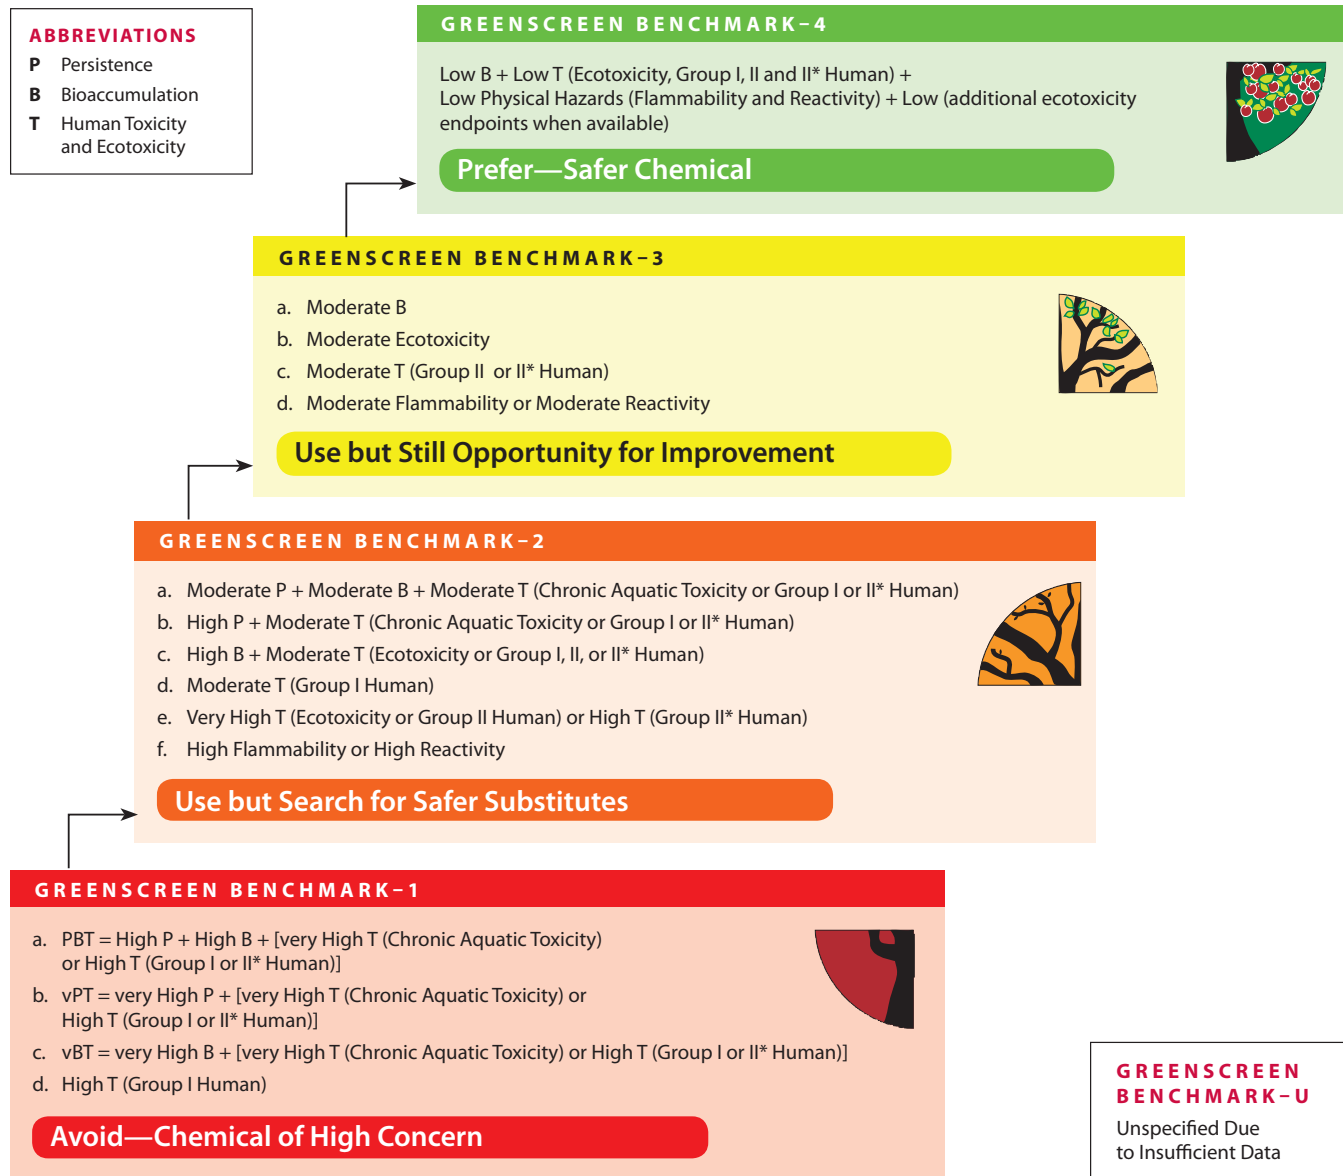 ABBREVIATIONS
P Persistence
B Bioaccumulation
T Human Toxicity
and Ecotoxicity
GREENSCREEN BENCHMARK–4
Low B + Low T (Ecotoxicity, Group I, II and II* Human) +
Low Physical Hazards (Flammability and Reactivity) + Low (additional ecotoxicity
endpoints when available)
Prefer—Safer Chemical
GREENSCREEN BENCHMARK–3
a. Moderate B
b. Moderate Ecotoxicity
c. Moderate T (Group II or II* Human)
d. Moderate Flammability or Moderate Reactivity
Use but Still Opportunity for Improvement
GREENSCREEN BENCHMARK–2
a. Moderate P + Moderate B + Moderate T (Chronic Aquatic Toxicity or Group I or II* Human)
b. High P + Moderate T (Chronic Aquatic Toxicity or Group I or II* Human)
c. High B + Moderate T (Ecotoxicity or Group I, II, or II* Human)
d. Moderate T (Group I Human)
e. Very High T (Ecotoxicity or Group II Human) or High T (Group II* Human)
f. High Flammability or High Reactivity
Use but Search for Safer Substitutes
GREENSCREEN BENCHMARK–1
a. PBT = High P + High B + [very High T (Chronic Aquatic Toxicity)
or High T (Group I or II* Human)]
b. vPT = very High P + [very High T (Chronic Aquatic Toxicity) or
High T (Group I or II* Human)]
c. vBT = very High B + [very High T (Chronic Aquatic Toxicity) or High T (Group I or II* Human)]
d. High T (Group I Human)
Avoid—Chemical of High Concern
GREENSCREEN
BENCHMARK–U
Unspecified Due
to Insufficient Data